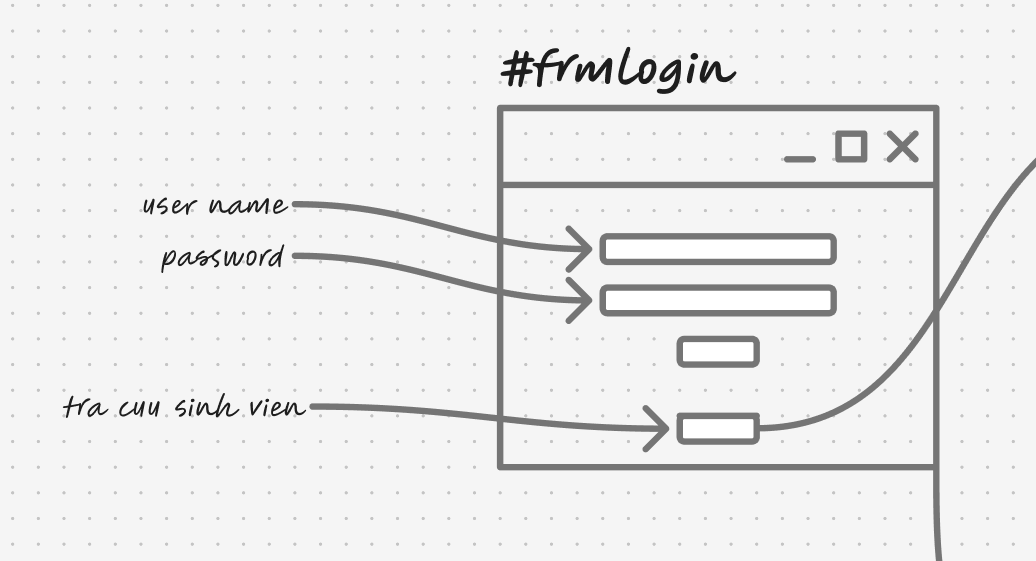 #frmlogin
user name
password
tra cuu sinh vien